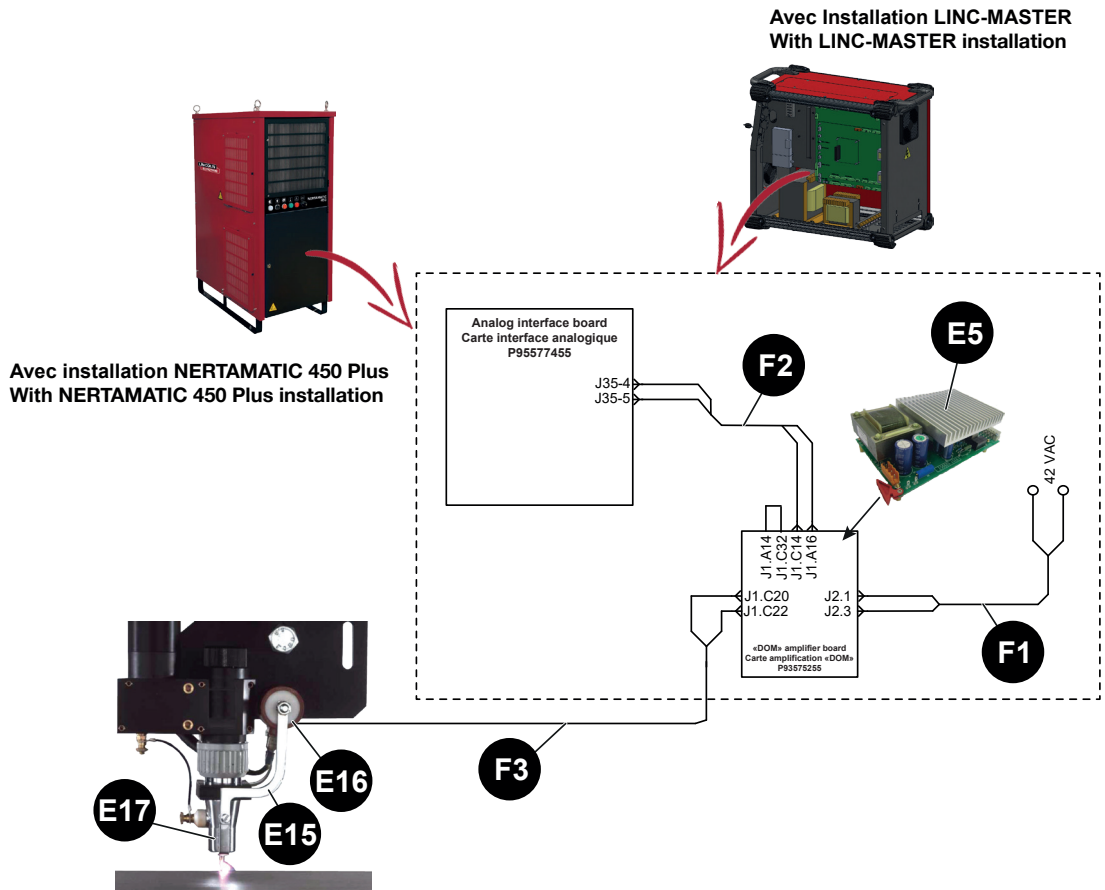 Avec Installation LINC-MASTER
With LINC-MASTER installation
Avec installation NERTAMATIC 450 Plus
With NERTAMATIC 450 Plus installation
Analog interface board
Carte interface analogique
P95577455
J35-4
J35-5
F2
E5
42 VAC
J1.A14
J1.C32
J1.C14
J1.A16
J1.C20
J1.C22
J2.1
J2.3
«DOM» amplifier board
Carte amplification «DOM»
P93575255
F1
F3
E16
E15
E17